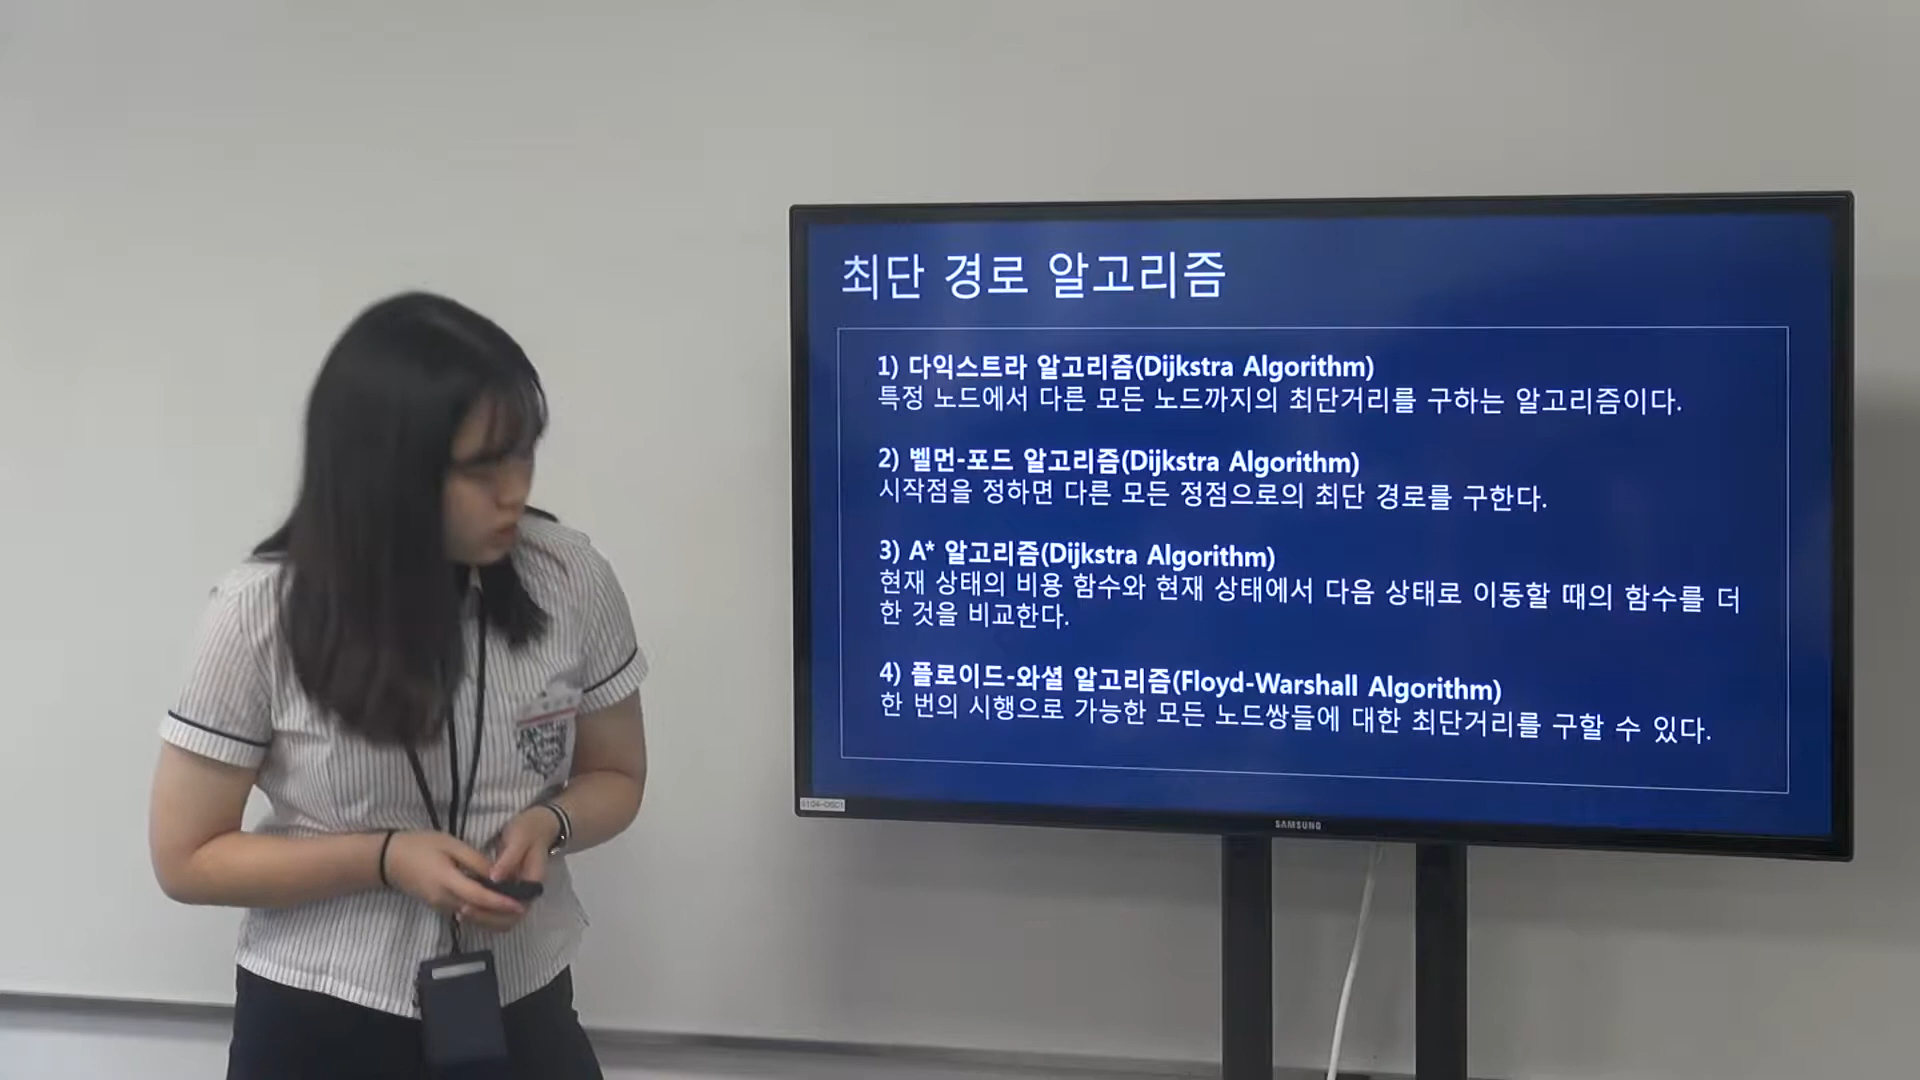 최단 경로 알고리즘
1) 다익스트라 알고리즘(Dijkstra Algorithm)
특정 노드에서 다른 모든 노드까지의 최단거리를 구하는 알고리즘이다.
2) 벨먼-포드 알고리즘(Dijkstra Algorithm)
시작점을 정하면 다른 모든 정점으로의 최단 경로를 구한다.
3) A* 알고리즘(Dijkstra Algorithm)
현재 상태의 비용 함수와 현재 상태에서 다음 상태로 이동할 때의 함수를 더
한 것을 비교한다.
4) 플로이드-와셜 알고리즘(Floyd-Warshall Algorithm)
한 번의 시행으로 가능한 모든 노드쌍들에 대한 최단거리를 구할 수 있다.
SAMSUNG